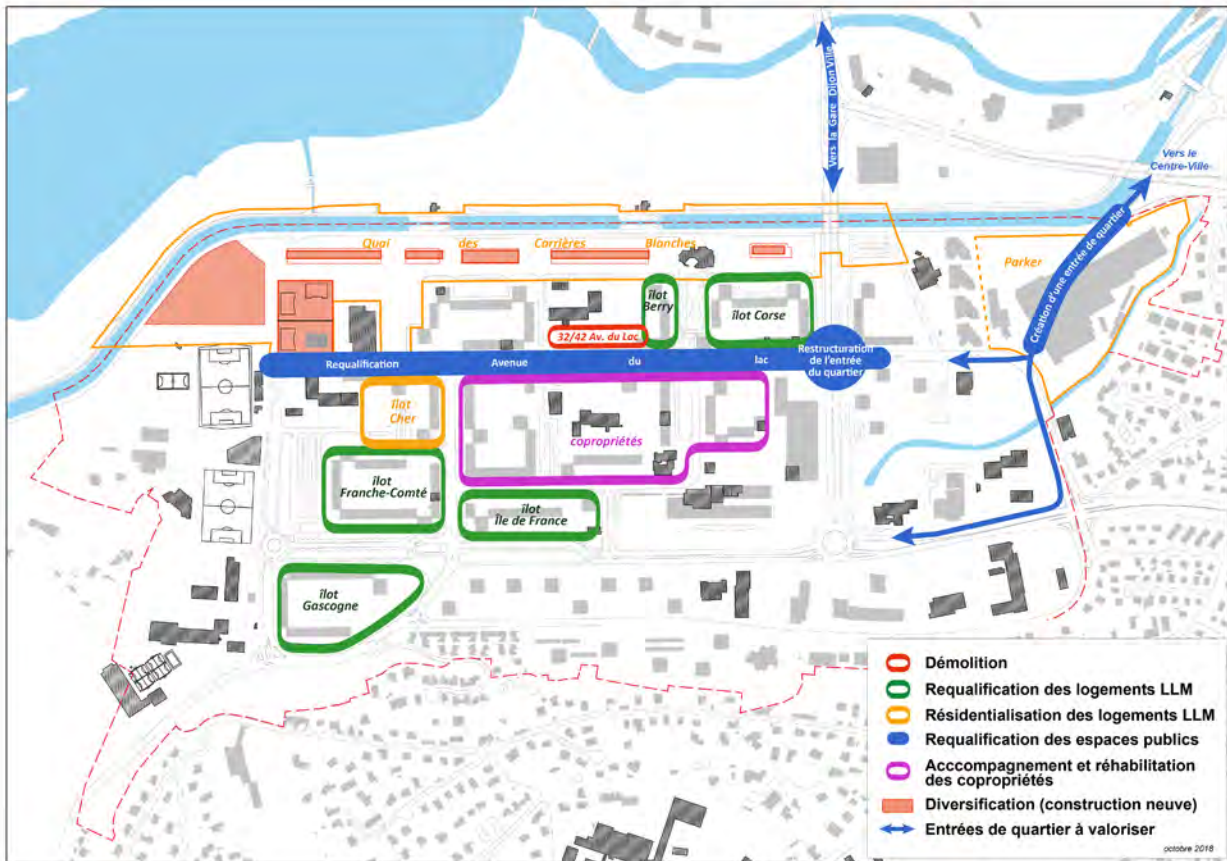 Vers la Gare Dijon Ville
Vers le
Centre-Ville
Création d'une entrée de quartier
Parker
Quai des Carrières Blanches
îlot
Berry
îlot Corse
32/42 Av. du Lac
Requalification Avenue du lac
Restructuration
de l'entrée
du quartier
îlot
Cher
copropriétés
îlot
Franche-Comté
îlot
Île de France
îlot
Gascogne
Démolition
Requalification des logements LLM
Résidentialisation des logements LLM
Requalification des espaces publics
Acccompagnement et réhabilitation
des copropriétés
Diversification (construction neuve)
Entrées de quartier à valoriser
octobre 2018